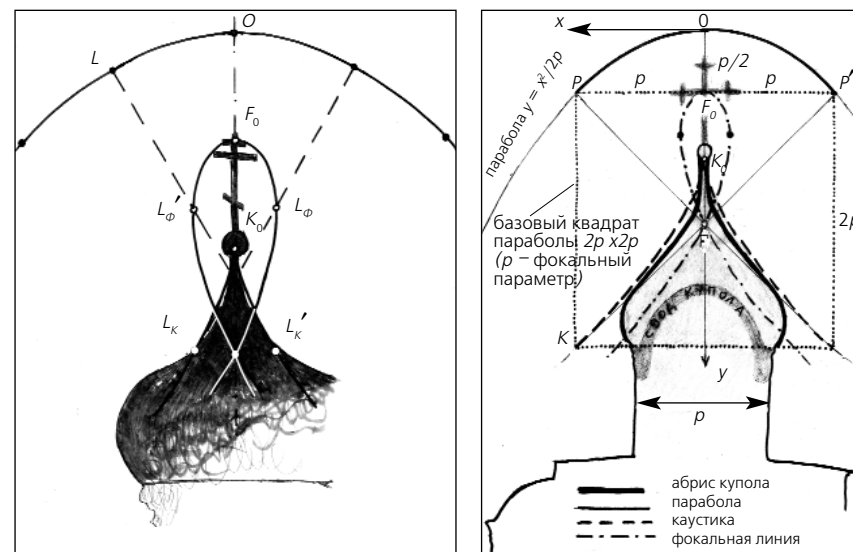 O
L
F₀
Lф′
K₀
Lф
Lк
Lк′
x
0
p/2
P
p
p
P′
F₀
парабола y = x²/2p
K₀
базовый квадрат
параболы 2p x2p
(p – фокальный
параметр)
F
2p
СВОД КУПОЛА
K
y
p
абрис купола
парабола
каустика
фокальная линия